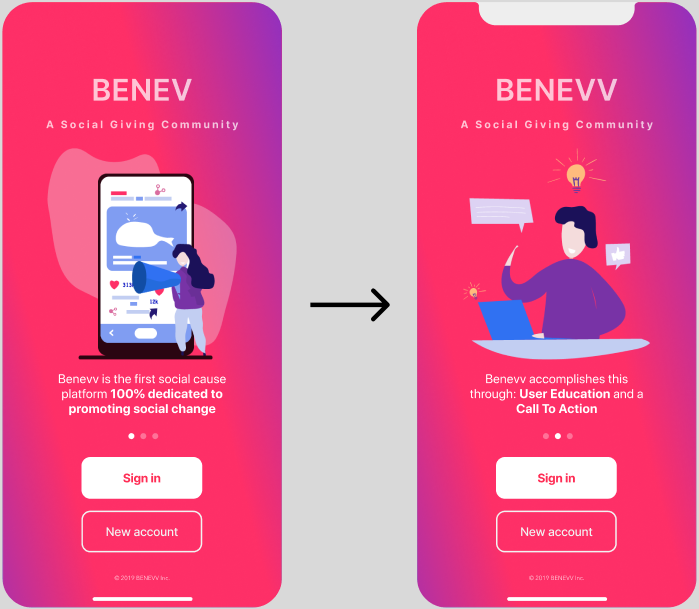 BENEV
A Social Giving Community
313k
12k
Benevv is the first social cause
platform 100% dedicated to
promoting social change
Sign in
New account
© 2019 BENEVV Inc.
BENEVV
A Social Giving Community
Benevv accomplishes this
through: User Education and a
Call To Action
Sign in
New account
© 2019 BENEVV Inc.